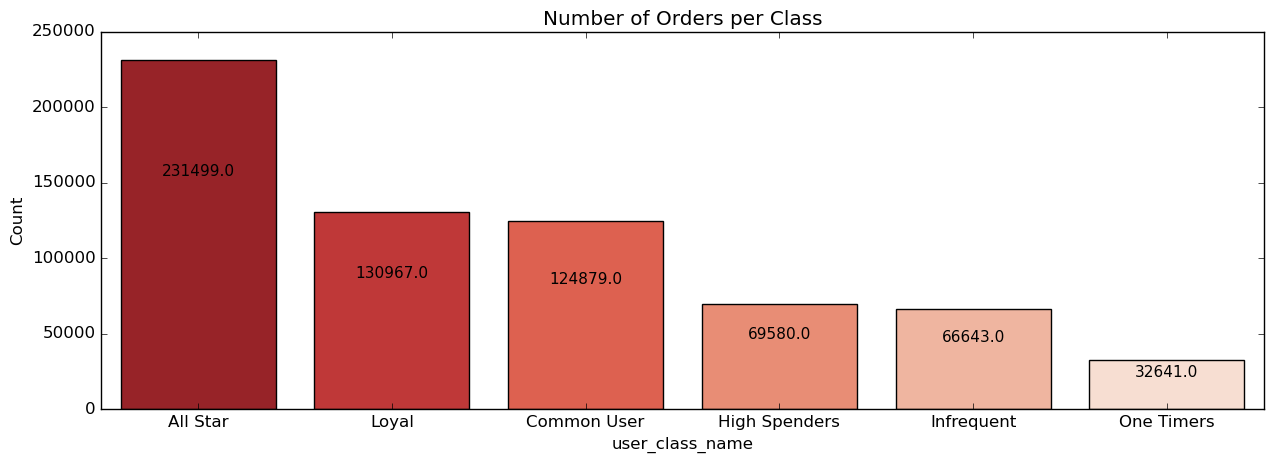 Number of Orders per Class
250000
200000
150000
100000
50000
0
Count
231499.0
130967.0
124879.0
69580.0
66643.0
32641.0
All Star
Loyal
Common User
High Spenders
Infrequent
One Timers
user_class_name